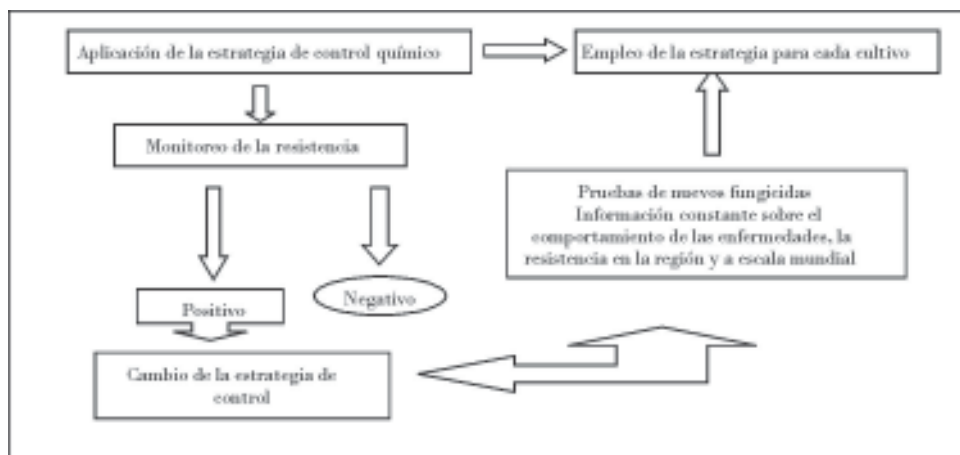 Aplicación de la estrategia de control químico
Empleo de la estrategia para cada cultivo
Monitoreo de la resistencia
Pruebas de nuevos fungicidas
Información constante sobre el
comportamiento de las enfermedades, la
resistencia en la región y a escala mundial
Positivo
Negativo
Cambio de la estrategia de
control